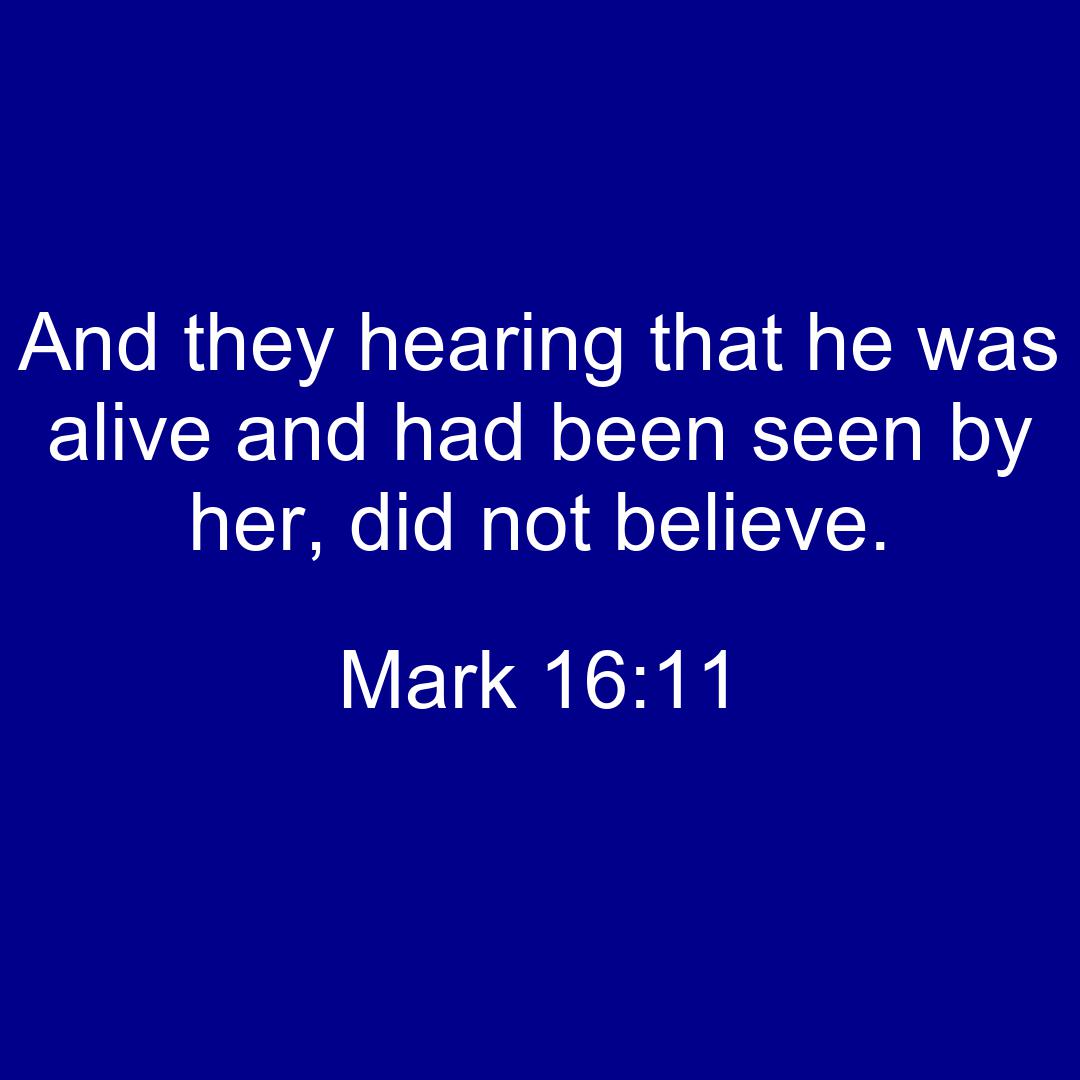 And they hearing that he was
alive and had been seen by
her, did not believe.
Mark 16:11